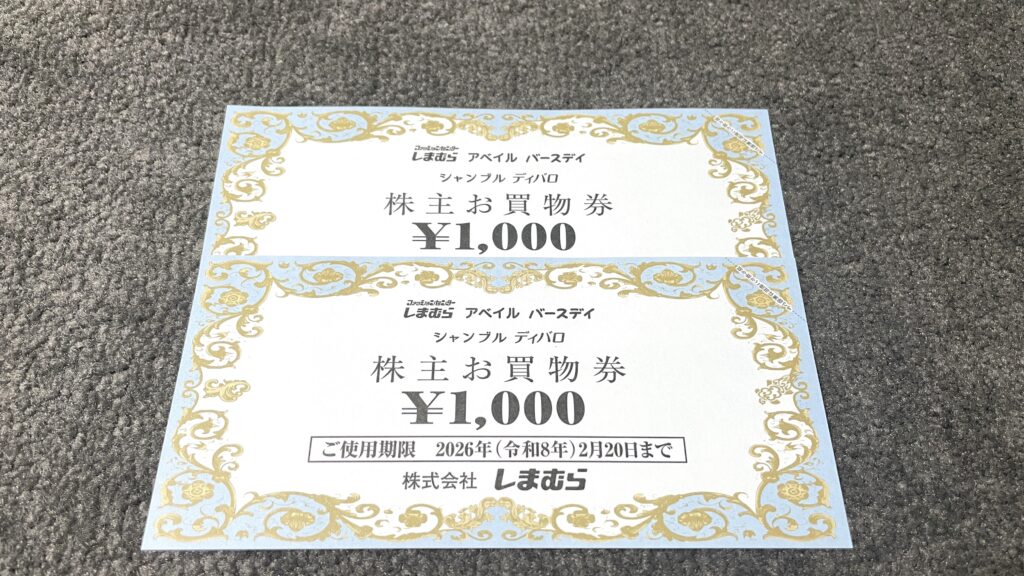 ファッションセンター
しまむら アベイル バースデイ
シャンブル ディバロ
株主お買物券
¥1,000
ファッションセンター
しまむら アベイル バースデイ
シャンブル ディバロ
株主お買物券
¥1,000
ご使用期限 2026年(令和8年)2月20日まで
株式会社 しまむら